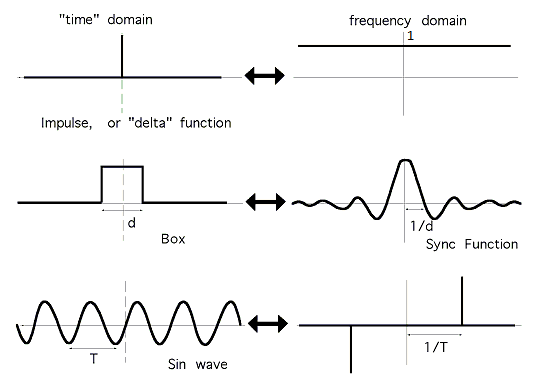 "time" domain
frequency domain
1
Impulse, or "delta" function
d
Box
1/d
Sync Function
T
Sin wave
1/T